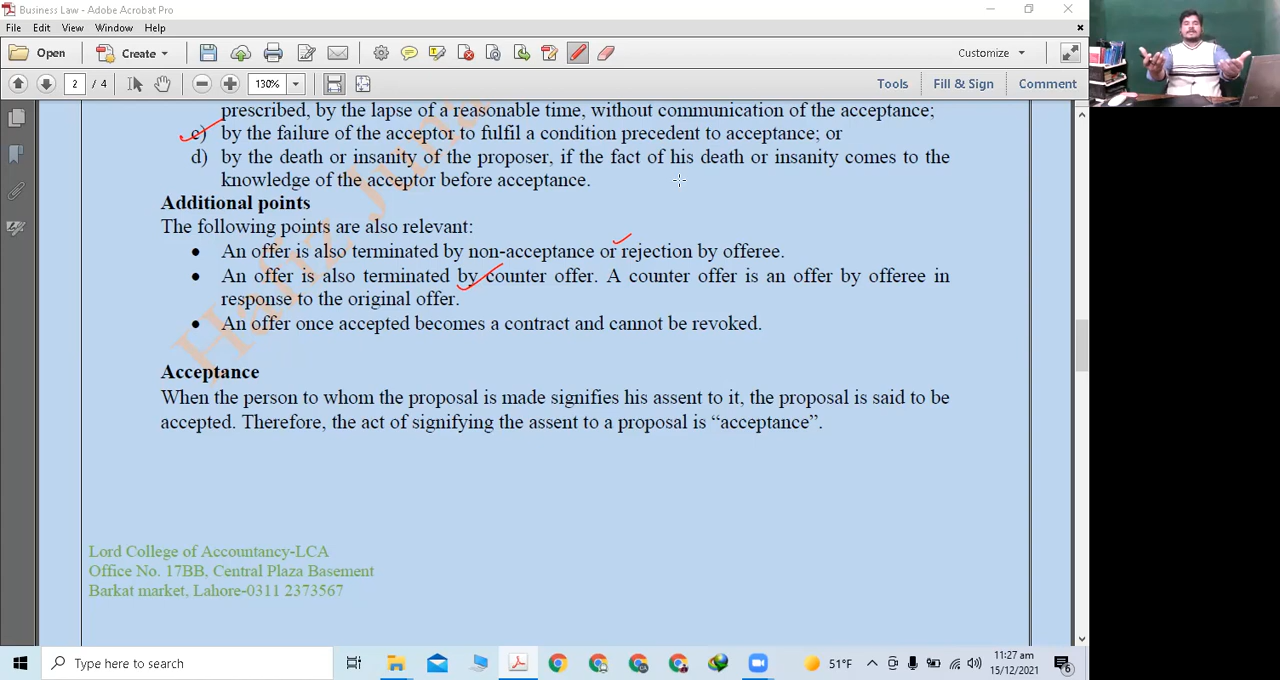 Business Law - Adobe Acrobat Pro
File Edit View Window Help
Open Create Customize
2 / 4 130% Tools Fill & Sign Comment
prescribed, by the lapse of a reasonable time, without communication of the acceptance;
c) by the failure of the acceptor to fulfil a condition precedent to acceptance; or
d) by the death or insanity of the proposer, if the fact of his death or insanity comes to the
knowledge of the acceptor before acceptance.
Additional points
The following points are also relevant:
• An offer is also terminated by non-acceptance or rejection by offeree.
• An offer is also terminated by counter offer. A counter offer is an offer by offeree in
response to the original offer.
• An offer once accepted becomes a contract and cannot be revoked.
Acceptance
When the person to whom the proposal is made signifies his assent to it, the proposal is said to be
accepted. Therefore, the act of signifying the assent to a proposal is “acceptance”.
Lord College of Accountancy-LCA
Office No. 17BB, Central Plaza Basement
Barkat market, Lahore-0311 2373567
Type here to search
51°F
11:27 am
15/12/2021
6
Hafiz